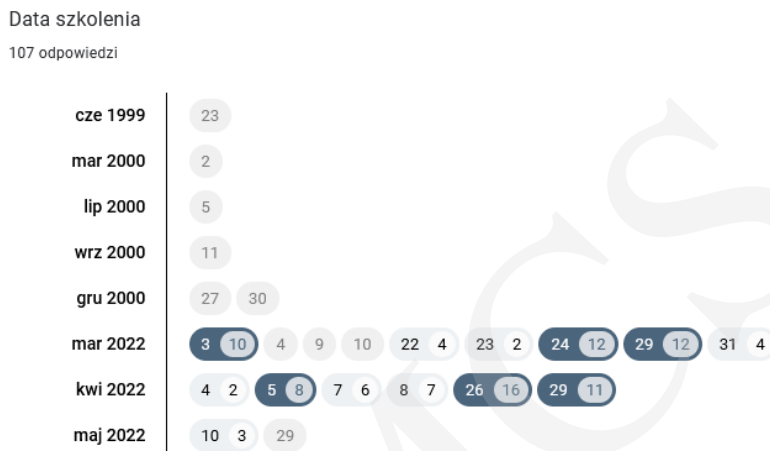 Data szkolenia
107 odpowiedzi
cze 1999 23
mar 2000 2
lip 2000 5
wrz 2000 11
gru 2000 27 30
mar 2022 3 10 4 9 10 22 4 23 2 24 12 29 12 31 4
kwi 2022 4 2 5 8 7 6 8 7 26 16 29 11
maj 2022 10 3 29